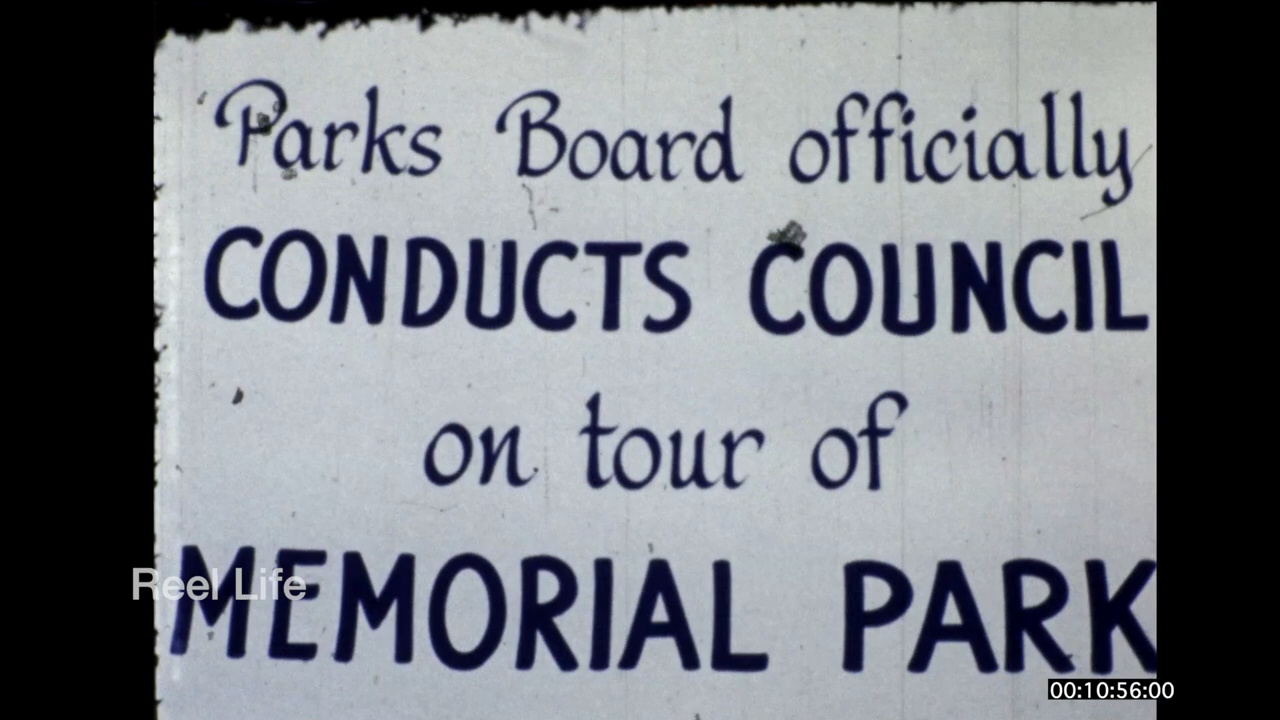 Parks Board officially
CONDUCTS COUNCIL
on tour of
MEMORIAL PARK
Reel Life
00:10:56:00